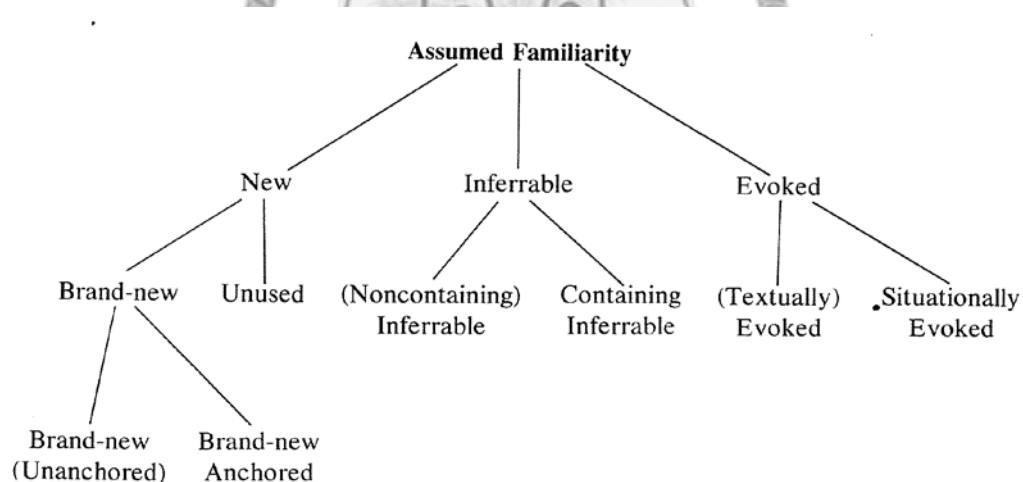 Assumed Familiarity
New Inferrable Evoked
Brand-new Unused (Noncontaining) Inferrable Containing Inferrable (Textually) Evoked Situationally Evoked
Brand-new (Unanchored) Brand-new Anchored